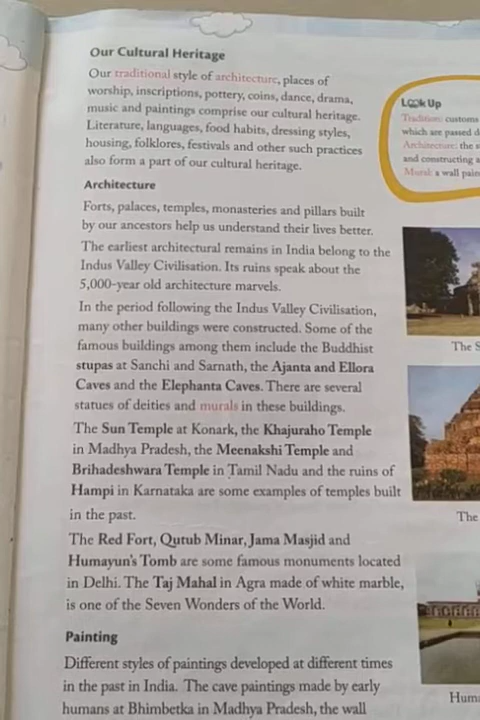 Our Cultural Heritage
Our traditional style of architecture, places of
worship, inscriptions, pottery, coins, dance, drama,
music and paintings comprise our cultural heritage.
Literature, languages, food habits, dressing styles,
housing, folklores, festivals and other such practices
also form a part of our cultural heritage.
Architecture
Forts, palaces, temples, monasteries and pillars built
by our ancestors help us understand their lives better.
The earliest architectural remains in India belong to the
Indus Valley Civilisation. Its ruins speak about the
5,000-year old architecture marvels.
In the period following the Indus Valley Civilisation,
many other buildings were constructed. Some of the
famous buildings among them include the Buddhist
stupas at Sanchi and Sarnath, the Ajanta and Ellora
Caves and the Elephanta Caves. There are several
statues of deities and murals in these buildings.
The Sun Temple at Konark, the Khajuraho Temple
in Madhya Pradesh, the Meenakshi Temple and
Brihadeshwara Temple in Tamil Nadu and the ruins of
Hampi in Karnataka are some examples of temples built
in the past.
The Red Fort, Qutub Minar, Jama Masjid and
Humayun's Tomb are some famous monuments located
in Delhi. The Taj Mahal in Agra made of white marble,
is one of the Seven Wonders of the World.
Painting
Different styles of paintings developed at different times
in the past in India. The cave paintings made by early
humans at Bhimbetka in Madhya Pradesh, the wall
Look Up
Tradition: customs
which are passed
Architecture: the
and constructing
Mural: a wall
The
The